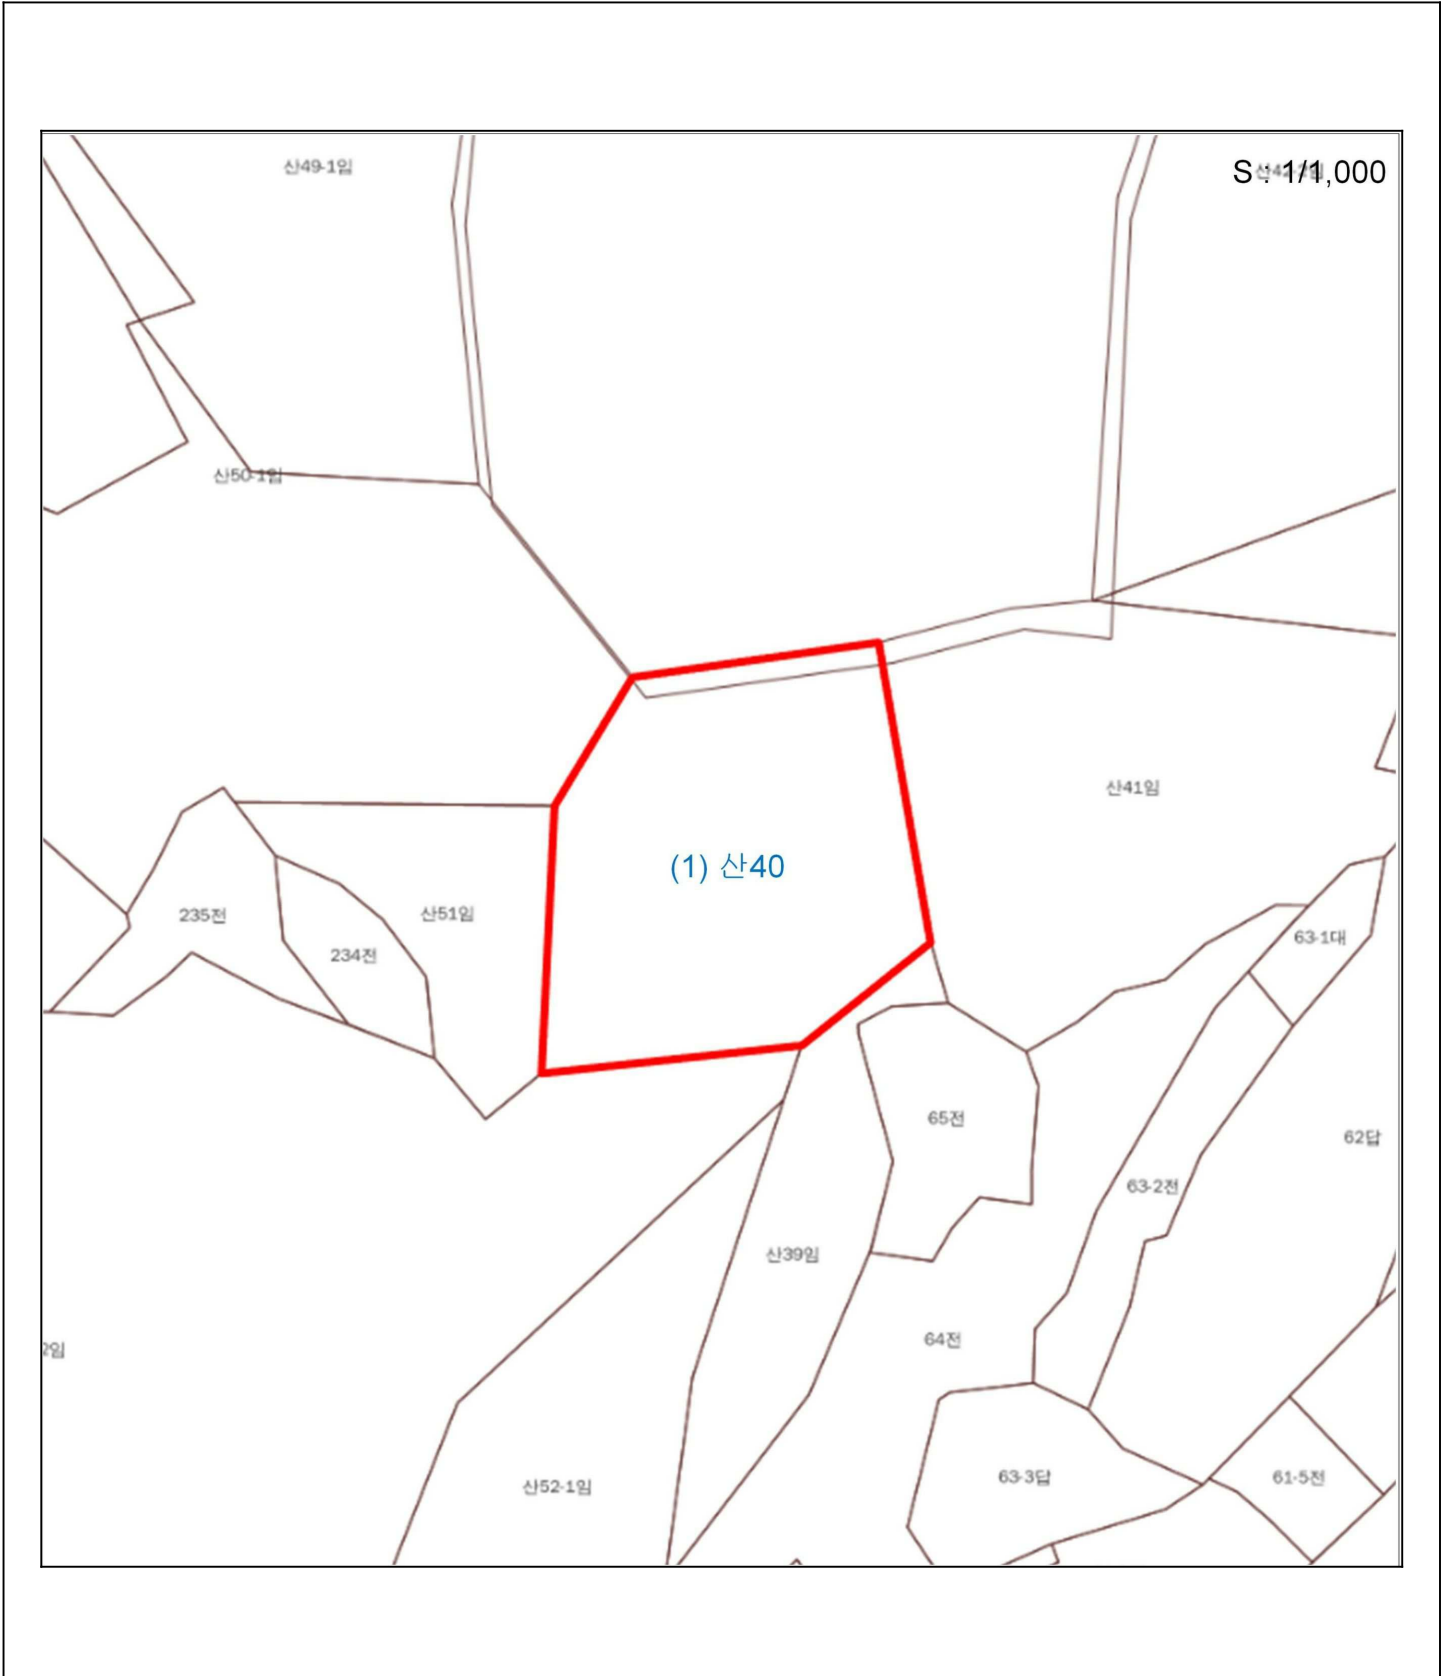 산49-1임
S : 1/1,000
산50-1임
산41임
(1) 산40
235전
산51임
234전
63-1대
65전
62답
63-2전
산39임
64전
임
산52-1임
63-3답
61-5전